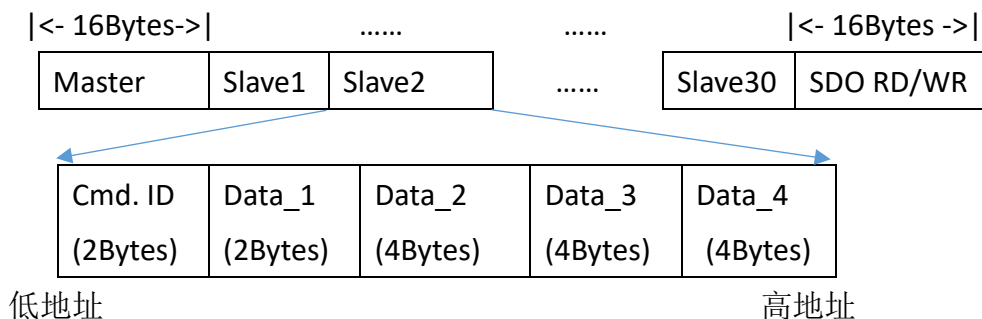 |<- 16Bytes->| …… …… |<- 16Bytes ->|
Master Slave1 Slave2 …… Slave30 SDO RD/WR
Cmd. ID Data_1 Data_2 Data_3 Data_4
(2Bytes) (2Bytes) (4Bytes) (4Bytes) (4Bytes)
低地址 高地址